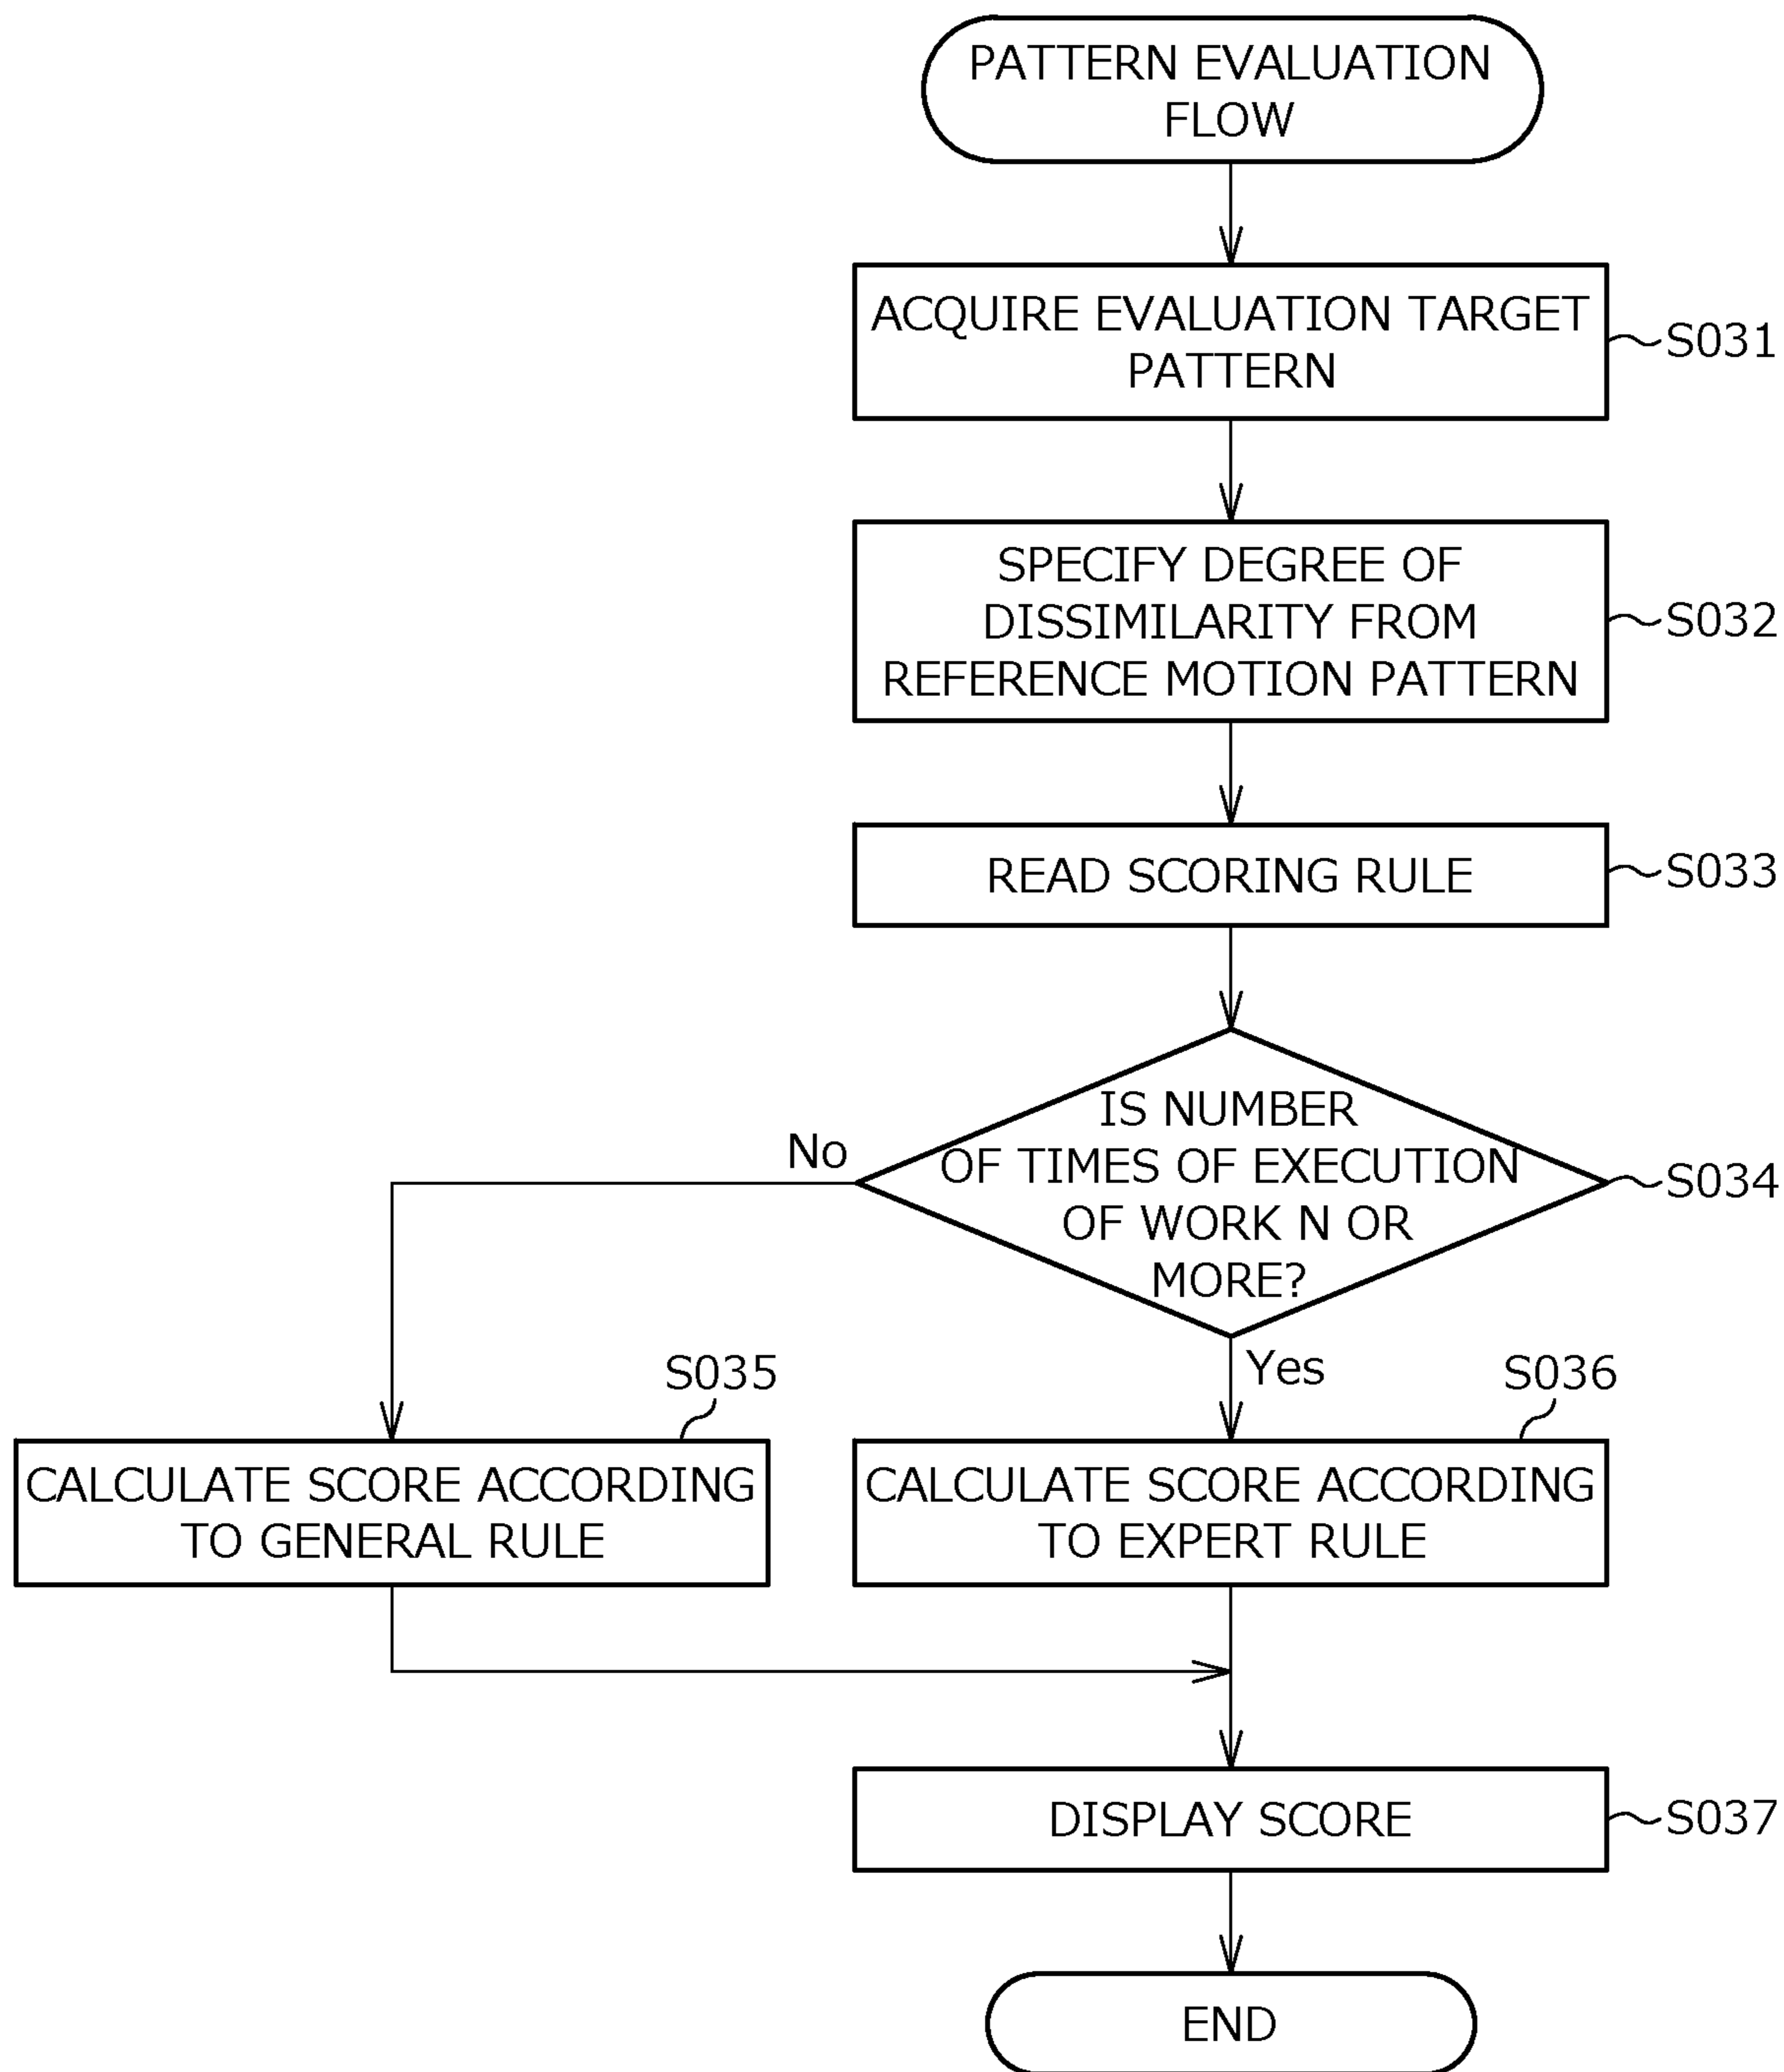 PATTERN EVALUATION
FLOW
ACQUIRE EVALUATION TARGET
PATTERN
S031
SPECIFY DEGREE OF
DISSIMILARITY FROM
REFERENCE MOTION PATTERN
S032
READ SCORING RULE
S033
IS NUMBER
OF TIMES OF EXECUTION
OF WORK N OR
MORE?
S034
No
Yes
S035
CALCULATE SCORE ACCORDING
TO GENERAL RULE
S036
CALCULATE SCORE ACCORDING
TO EXPERT RULE
DISPLAY SCORE
S037
END